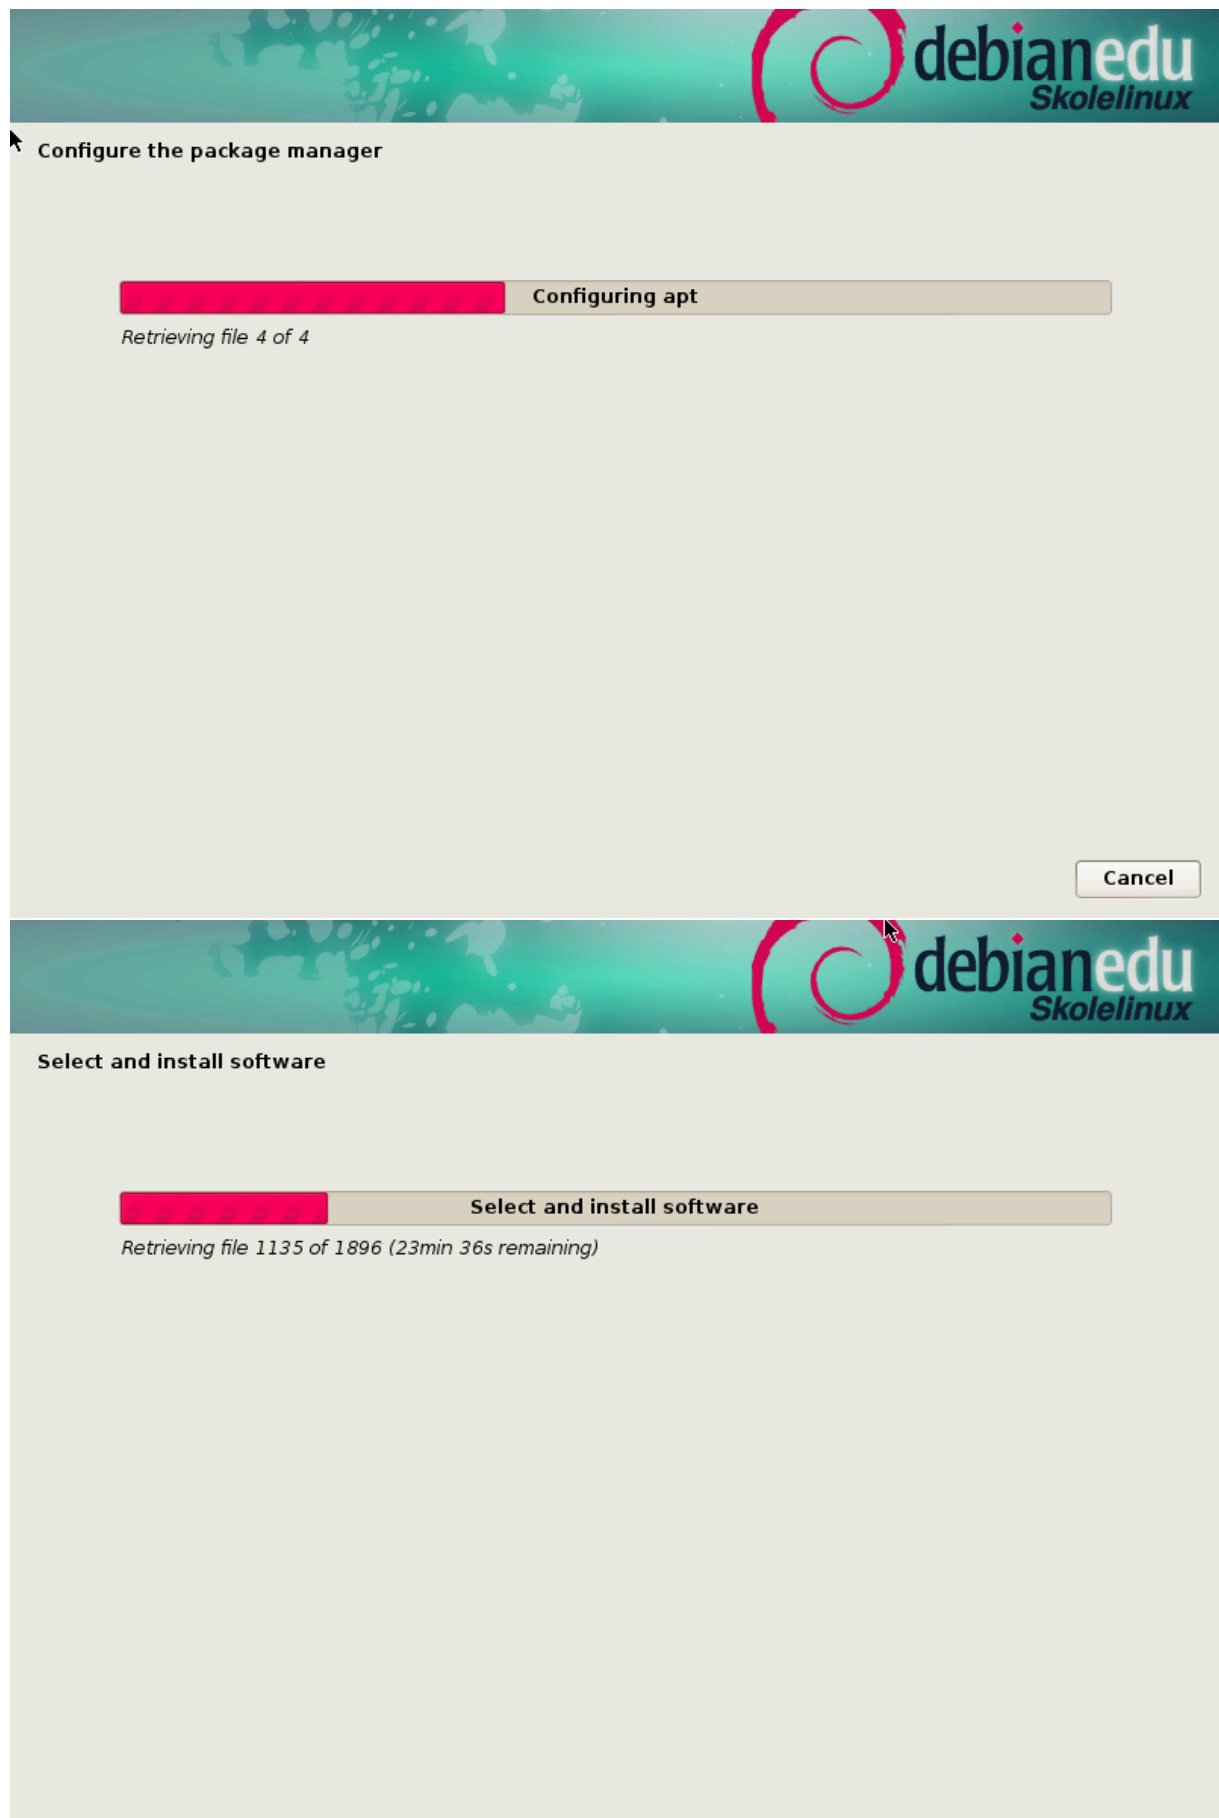 debianedu
Skolelinux
Configure the package manager
Configuring apt
Retrieving file 4 of 4
Cancel
debianedu
Skolelinux
Select and install software
Select and install software
Retrieving file 1135 of 1896 (23min 36s remaining)